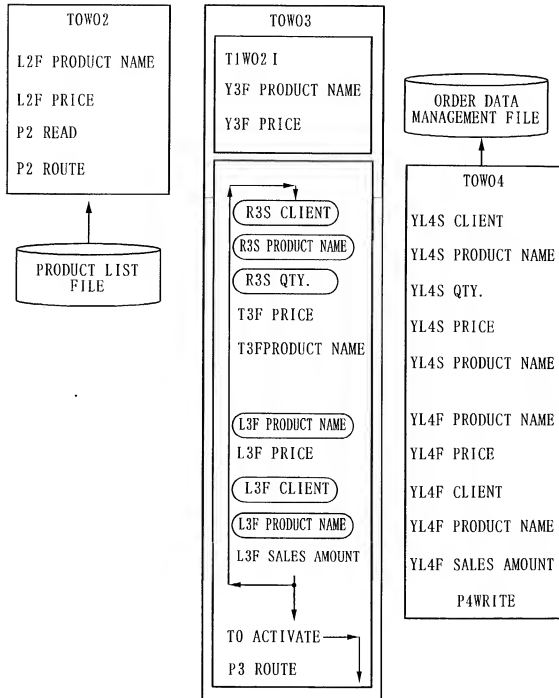 TOWO2
L2F PRODUCT NAME
L2F PRICE
P2 READ
P2 ROUTE
PRODUCT LIST
FILE
TOWO3
T1WO2 I
Y3F PRODUCT NAME
Y3F PRICE
R3S CLIENT
R3S PRODUCT NAME
R3S QTY.
T3F PRICE
T3FPRODUCT NAME
L3F PRODUCT NAME
L3F PRICE
L3F CLIENT
L3F PRODUCT NAME
L3F SALES AMOUNT
TO ACTIVATE
P3 ROUTE
ORDER DATA
MANAGEMENT FILE
TOWO4
YL4S CLIENT
YL4S PRODUCT NAME
YL4S QTY.
YL4S PRICE
YL4S PRODUCT NAME
YL4F PRODUCT NAME
YL4F PRICE
YL4F CLIENT
YL4F PRODUCT NAME
YL4F SALES AMOUNT
P4WRITE